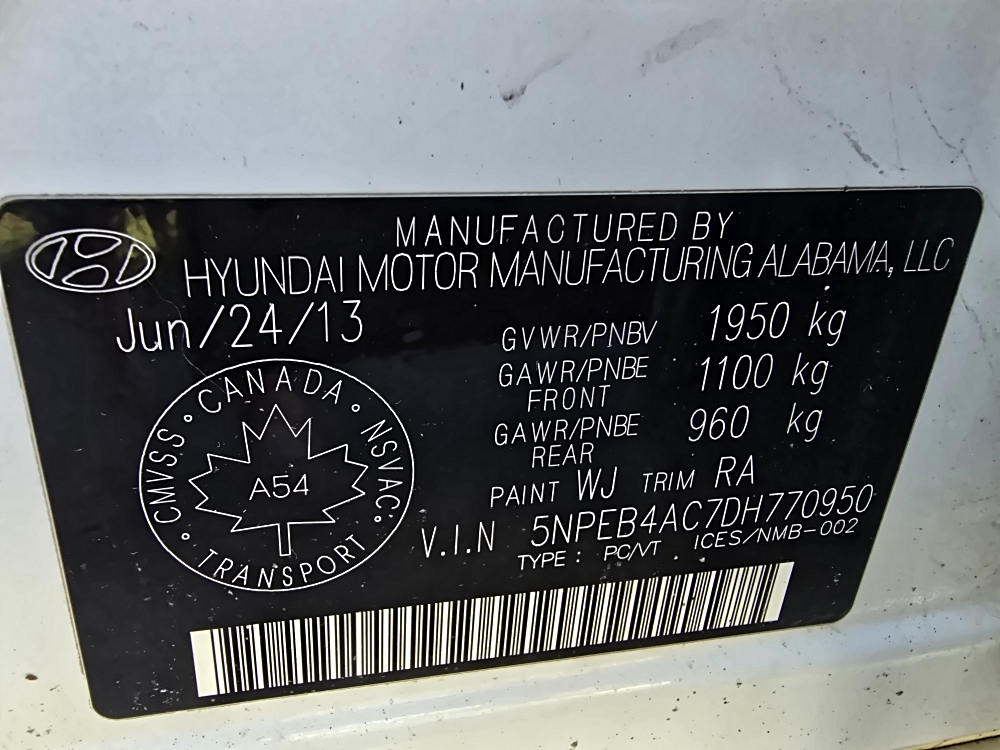 MANUFACTURED BY
HYUNDAI MOTOR MANUFACTURING ALABAMA, LLC
Jun/24/13
GVWR/PNBV 1950 kg
GAWR/PNBE FRONT 1100 kg
GAWR/PNBE REAR 960 kg
PAINT WJ TRIM RA
V.I.N 5NPEB4AC7DH770950
TYPE: PC/VT ICES/NMB-002
CANADA
CMVSS
NSVAC
A54
TRANSPORT